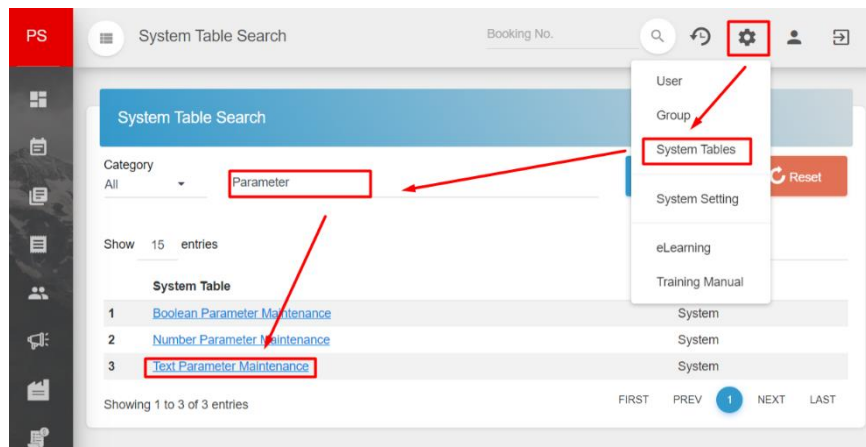 PS
System Table Search
Booking No.
User
Group
System Tables
System Setting
eLearning
Training Manual
System Table Search
Category
All
Parameter
Reset
Show 15 entries
System Table
1 Boolean Parameter Maintenance System
2 Number Parameter Maintenance System
3 Text Parameter Maintenance System
Showing 1 to 3 of 3 entries
FIRST PREV 1 NEXT LAST